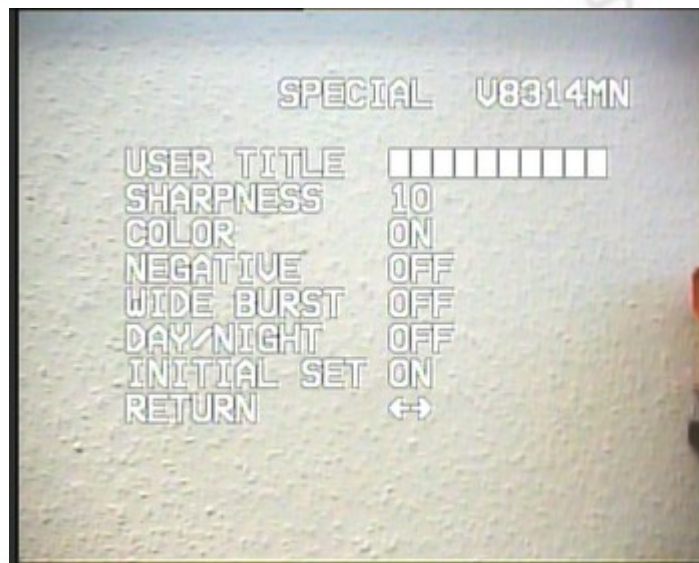 SPECIAL V8314MN
USER TITLE
SHARPNESS 10
COLOR ON
NEGATIVE OFF
WIDE BURST OFF
DAY/NIGHT OFF
INITIAL SET ON
RETURN ↔